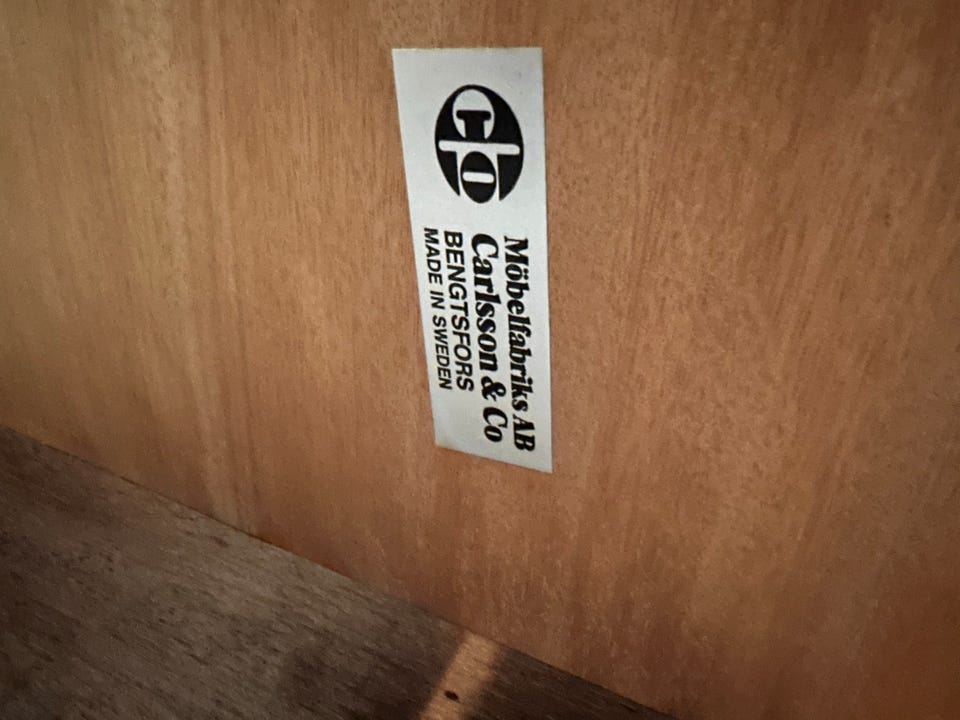 Möbelfabriks AB
Carlsson & Co
BENGTSFORS
MADE IN SWEDEN